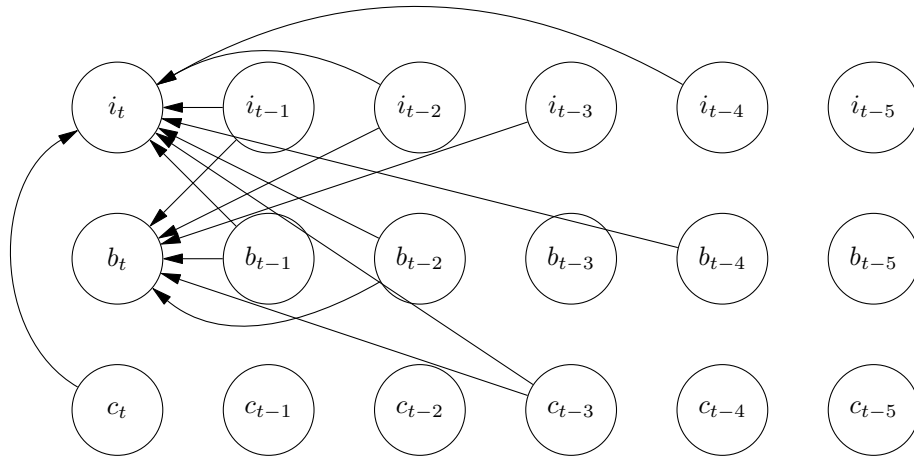 i_t i_{t−1} i_{t−2} i_{t−3} i_{t−4} i_{t−5}
b_t b_{t−1} b_{t−2} b_{t−3} b_{t−4} b_{t−5}
c_t c_{t−1} c_{t−2} c_{t−3} c_{t−4} c_{t−5}